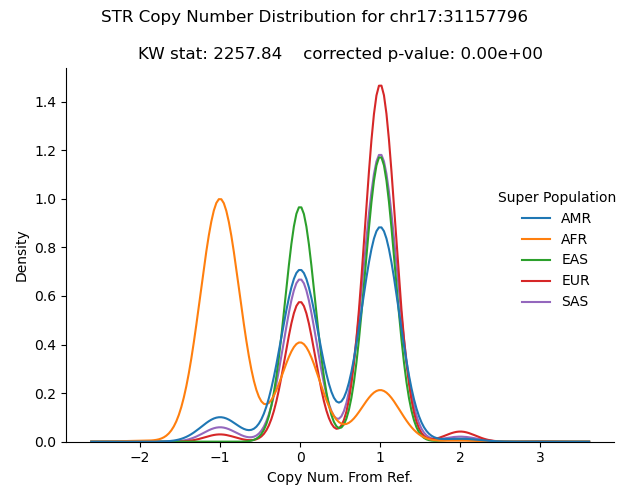 STR Copy Number Distribution for chr17:31157796
KW stat: 2257.84    corrected p-value: 0.00e+00
1.4
1.2
1.0
0.8
0.6
0.4
0.2
0.0
Density
−2 −1 0 1 2 3
Copy Num. From Ref.
Super Population
AMR
AFR
EAS
EUR
SAS